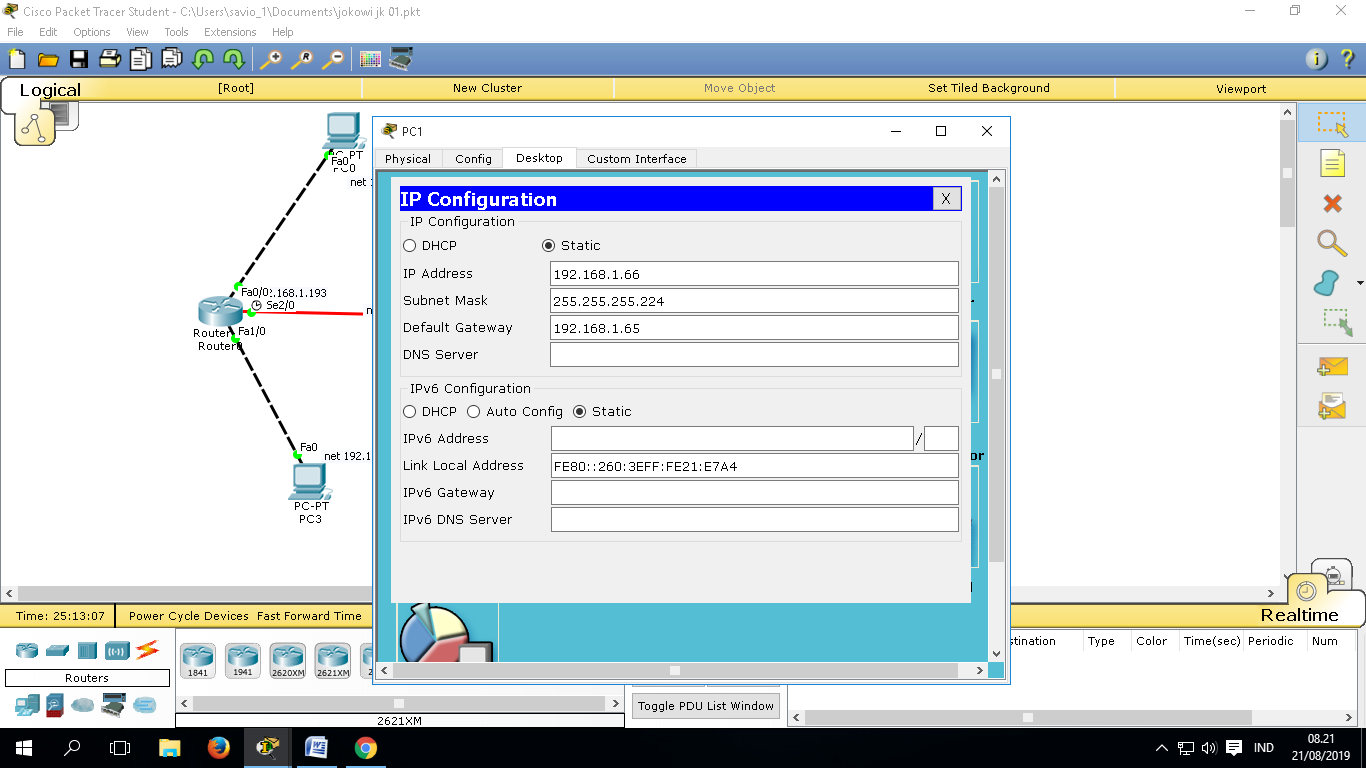 Cisco Packet Tracer Student - C:\Users\savio_1\Documents\jokowi jk 01.pkt
File Edit Options View Tools Extensions Help
Logical [Root] New Cluster Move Object Set Tiled Background Viewport
PC1
Physical Config Desktop Custom Interface
IP Configuration X
IP Configuration
DHCP Static
IP Address 192.168.1.66
Subnet Mask 255.255.255.224
Default Gateway 192.168.1.65
DNS Server
IPv6 Configuration
DHCP Auto Config Static
IPv6 Address /
Link Local Address FE80::260:3EFF:FE21:E7A4
IPv6 Gateway
IPv6 DNS Server
Fa0
PC0
net
Fa0/0 .168.1.193
Se2/0
Router
Fa1/0
Router0
Fa0
net 192.1
PC-PT
PC3
Time: 25:13:07 Power Cycle Devices Fast Forward Time Realtime
Routers
1841 1941 2620XM 2621XM
2621XM
Toggle PDU List Window
Type Color Time(sec) Periodic Num
IND
08.21
21/08/2019